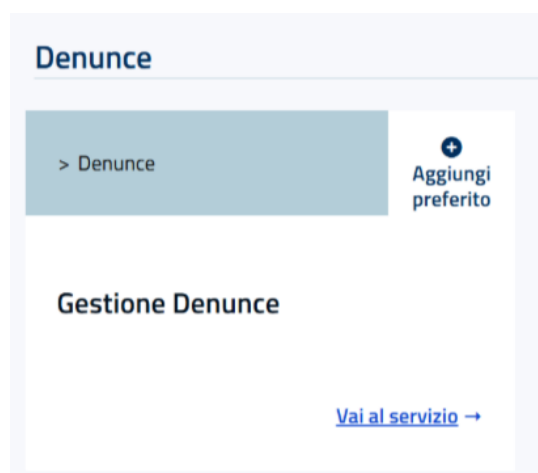 Denunce
> Denunce
Aggiungi
preferito
Gestione Denunce
Vai al servizio →